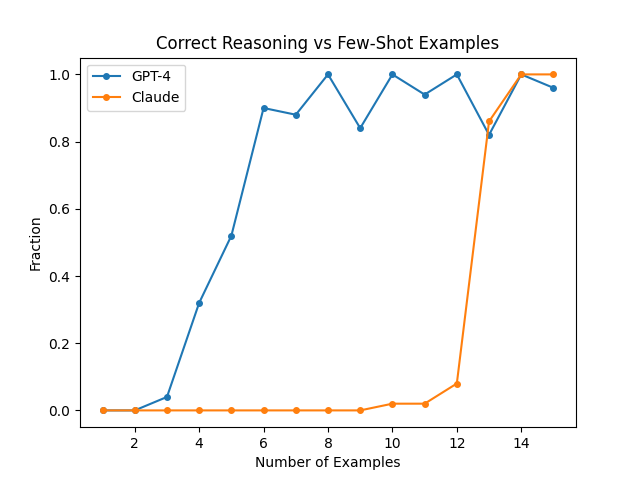 Correct Reasoning vs Few-Shot Examples
GPT-4
Claude
1.0
0.8
0.6
0.4
0.2
0.0
Fraction
2 4 6 8 10 12 14
Number of Examples